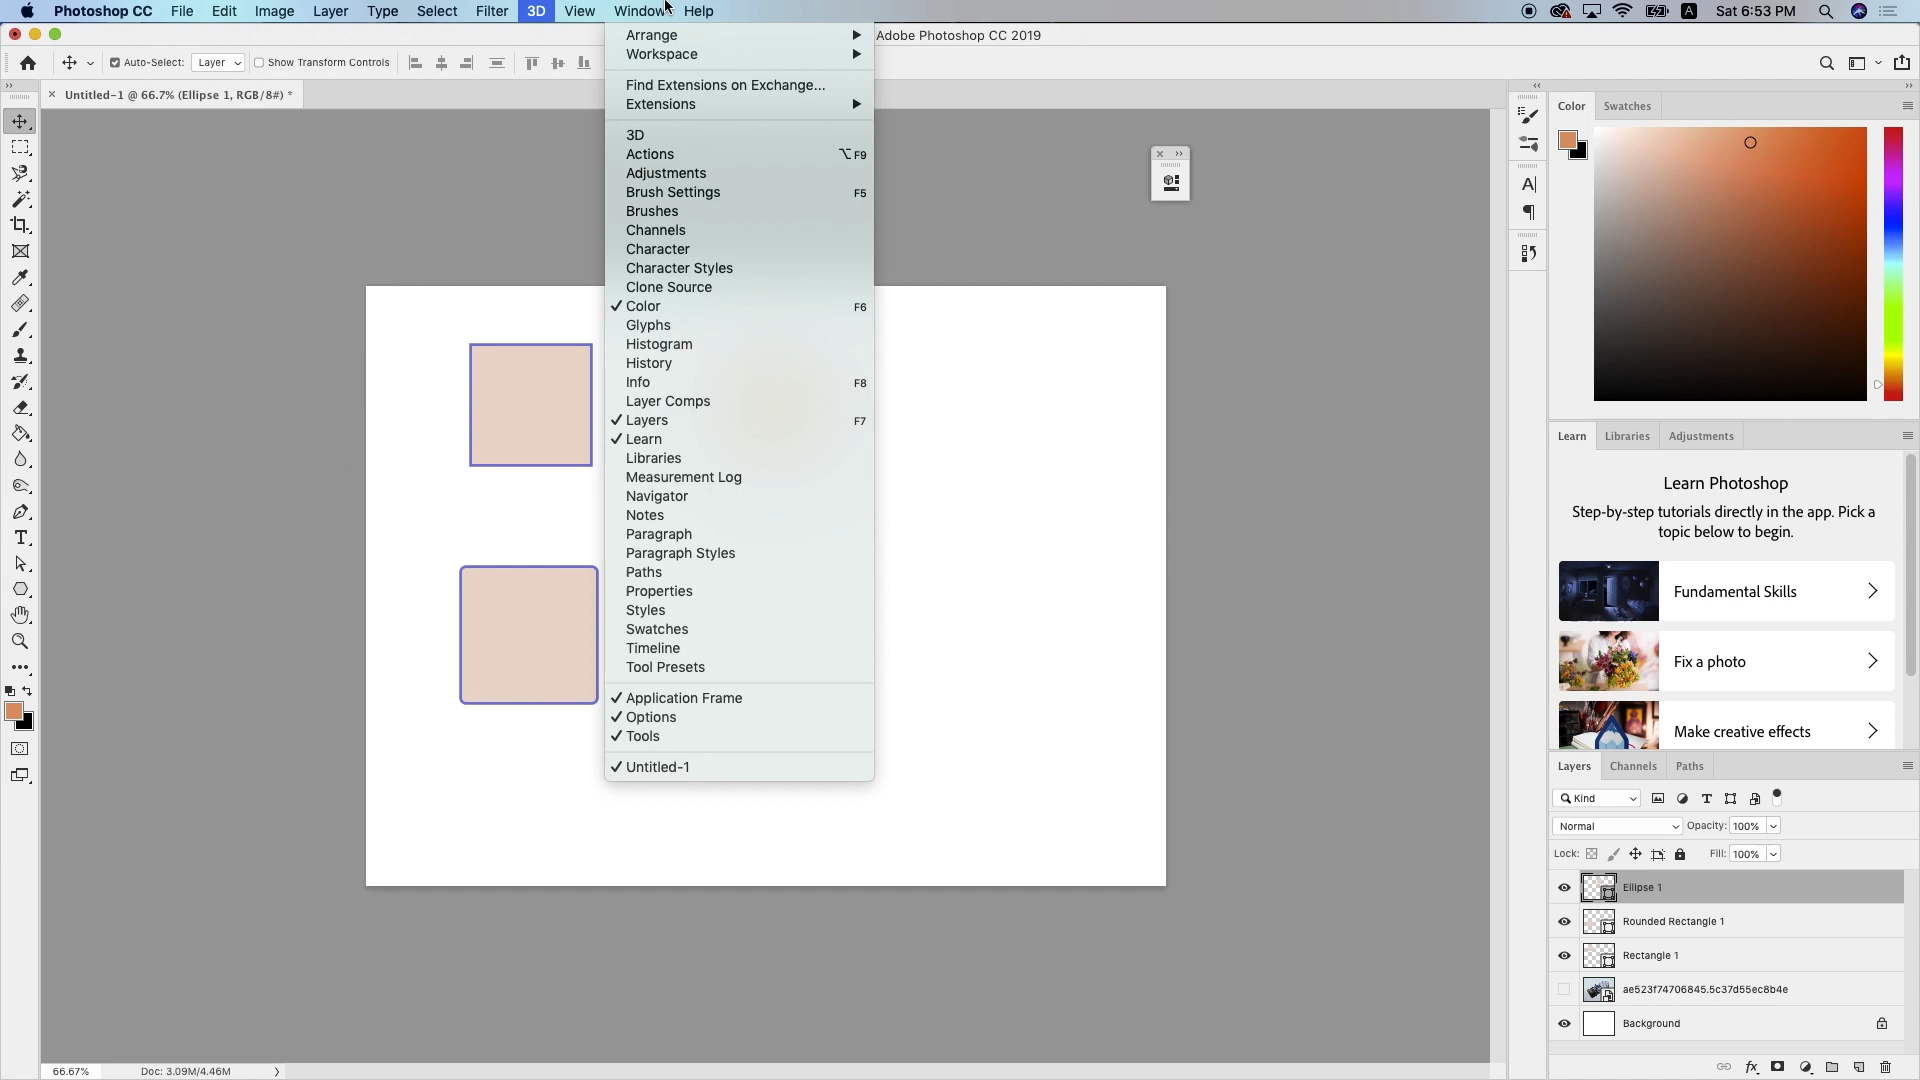 Photoshop CC File Edit Image Layer Type Select Filter 3D View Window Help A Sat 6:53 PM
Adobe Photoshop CC 2019
Auto-Select: Layer Show Transform Controls
× Untitled-1 @ 66.7% (Ellipse 1, RGB/8#) *
Arrange
Workspace
Find Extensions on Exchange...
Extensions
3D
Actions ⌥F9
Adjustments
Brush Settings F5
Brushes
Channels
Character
Character Styles
Clone Source
✓ Color F6
Glyphs
Histogram
History
Info F8
Layer Comps
✓ Layers F7
✓ Learn
Libraries
Measurement Log
Navigator
Notes
Paragraph
Paragraph Styles
Paths
Properties
Styles
Swatches
Timeline
Tool Presets
✓ Application Frame
✓ Options
✓ Tools
✓ Untitled-1
Color Swatches
Learn Libraries Adjustments
Learn Photoshop
Step-by-step tutorials directly in the app. Pick a
topic below to begin.
Fundamental Skills
Fix a photo
Make creative effects
Layers Channels Paths
Kind
Normal Opacity: 100%
Lock: Fill: 100%
Ellipse 1
Rounded Rectangle 1
Rectangle 1
ae523f74706845.5c37d55ec8b4e
Background
fx
66.67% Doc: 3.09M/4.46M